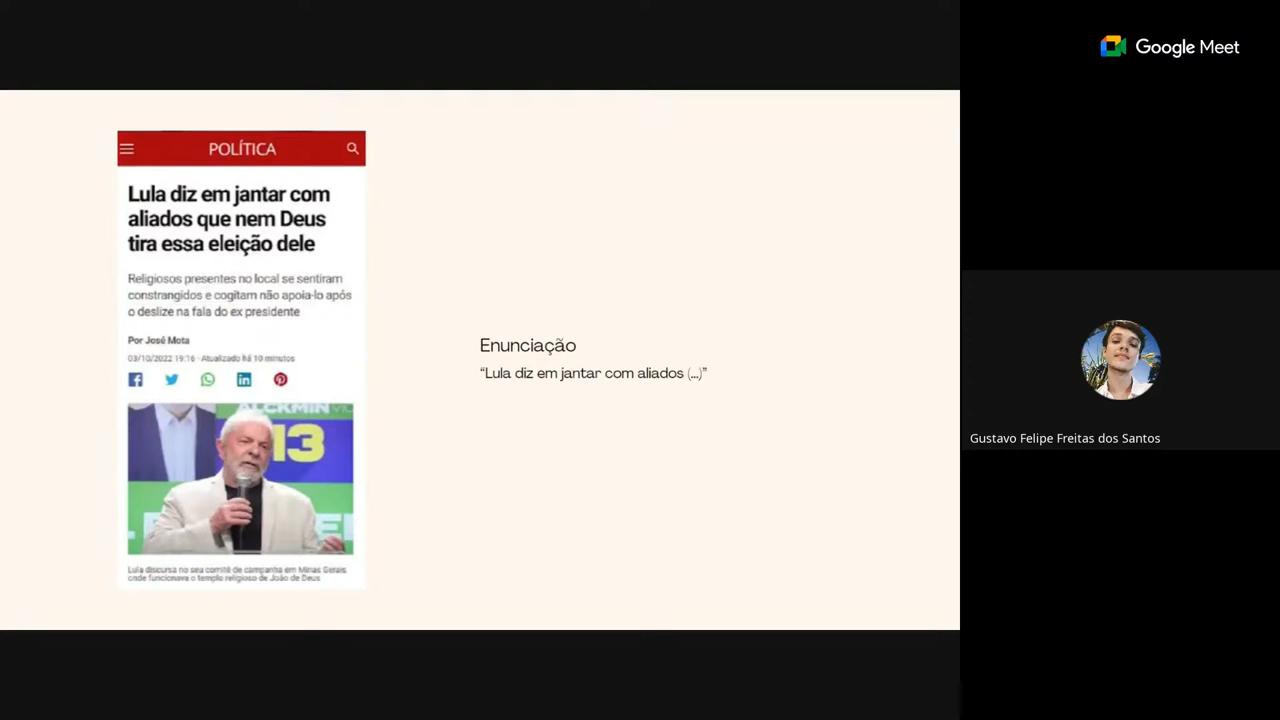 Google Meet
POLÍTICA
Lula diz em jantar com
aliados que nem Deus
tira essa eleição dele
Religiosos presentes no local se sentiram
constrangidos e cogitam não apoia-lo após
o deslize na fala do ex presidente
Por José Mota
03/10/2022 19:16 - Atualizado há 10 minutos
ALCKMIN
13
Lula discursa no seu comitê de campanha em Minas Gerais
onde funcionava o templo religioso de João de Deus
Enunciação
“Lula diz em jantar com aliados (...)”
Gustavo Felipe Freitas dos Santos